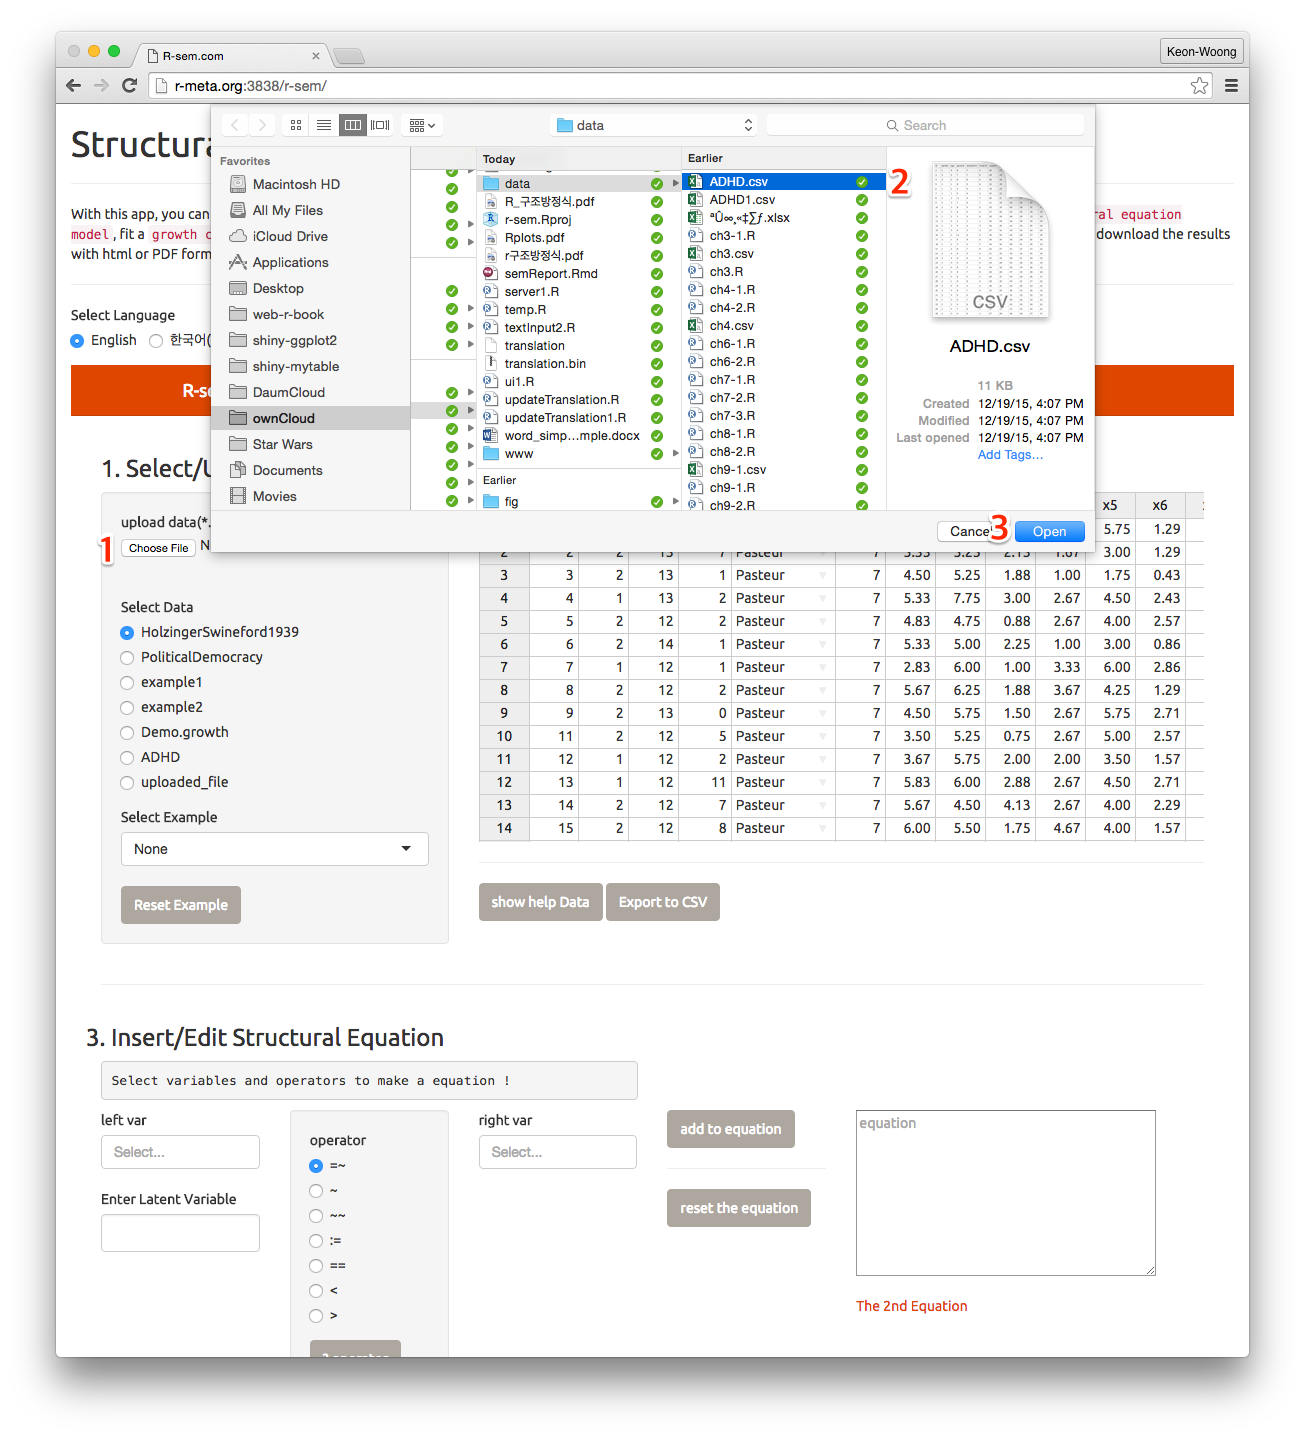 R-sem.com
Keon-Woong
r-meta.org:3838/r-sem/
Structura
data
Search
Favorites
Macintosh HD
All My Files
iCloud Drive
Applications
Desktop
web-r-book
shiny-ggplot2
shiny-mytable
DaumCloud
ownCloud
Star Wars
Documents
Movies
Today
data
R_구조방정식.pdf
r-sem.Rproj
Rplots.pdf
r구조방정식.pdf
semReport.Rmd
server1.R
temp.R
textInput2.R
translation
translation.bin
ui1.R
updateTranslation.R
updateTranslation1.R
word_simp...mple.docx
www
Earlier
fig
Earlier
ADHD.csv
ADHD1.csv
ªÛ∞¸«‡∑ƒ.xlsx
ch3-1.R
ch3.csv
ch3.R
ch4-1.R
ch4-2.R
ch4.csv
ch6-1.R
ch6-2.R
ch7-1.R
ch7-2.R
ch7-3.R
ch8-1.R
ch8-2.R
ch9-1.csv
ch9-1.R
ch9-2.R
2
CSV
ADHD.csv
11 KB
Created 12/19/15, 4:07 PM
Modified 12/19/15, 4:07 PM
Last opened 12/19/15, 4:07 PM
Add Tags...
Cancel
3
Open
With this app, you can
ral equation
model, fit a growth c
download the results
with html or PDF form
Select Language
English 한국어(
R-se
1. Select/U
upload data(*.
1
Choose File N
Select Data
HolzingerSwineford1939
PoliticalDemocracy
example1
example2
Demo.growth
ADHD
uploaded_file
Select Example
None
Reset Example
x5 x6
5.75 1.29
2 2 2 13 7 Pasteur 7 5.33 5.25 2.13 1.67 3.00 1.29
3 3 2 13 1 Pasteur 7 4.50 5.25 1.88 1.00 1.75 0.43
4 4 1 13 2 Pasteur 7 5.33 7.75 3.00 2.67 4.50 2.43
5 5 2 12 2 Pasteur 7 4.83 4.75 0.88 2.67 4.00 2.57
6 6 2 14 1 Pasteur 7 5.33 5.00 2.25 1.00 3.00 0.86
7 7 1 12 1 Pasteur 7 2.83 6.00 1.00 3.33 6.00 2.86
8 8 2 12 2 Pasteur 7 5.67 6.25 1.88 3.67 4.25 1.29
9 9 2 13 0 Pasteur 7 4.50 5.75 1.50 2.67 5.75 2.71
10 11 2 12 5 Pasteur 7 3.50 5.25 0.75 2.67 5.00 2.57
11 12 1 12 2 Pasteur 7 3.67 5.75 2.00 2.00 3.50 1.57
12 13 1 12 11 Pasteur 7 5.83 6.00 2.88 2.67 4.50 2.71
13 14 2 12 7 Pasteur 7 5.67 4.50 4.13 2.67 4.00 2.29
14 15 2 12 8 Pasteur 7 6.00 5.50 1.75 4.67 4.00 1.57
show help Data
Export to CSV
3. Insert/Edit Structural Equation
Select variables and operators to make a equation !
left var
Select...
Enter Latent Variable
operator
=~
~
~~
:=
==
<
>
right var
Select...
add to equation
reset the equation
equation
The 2nd Equation